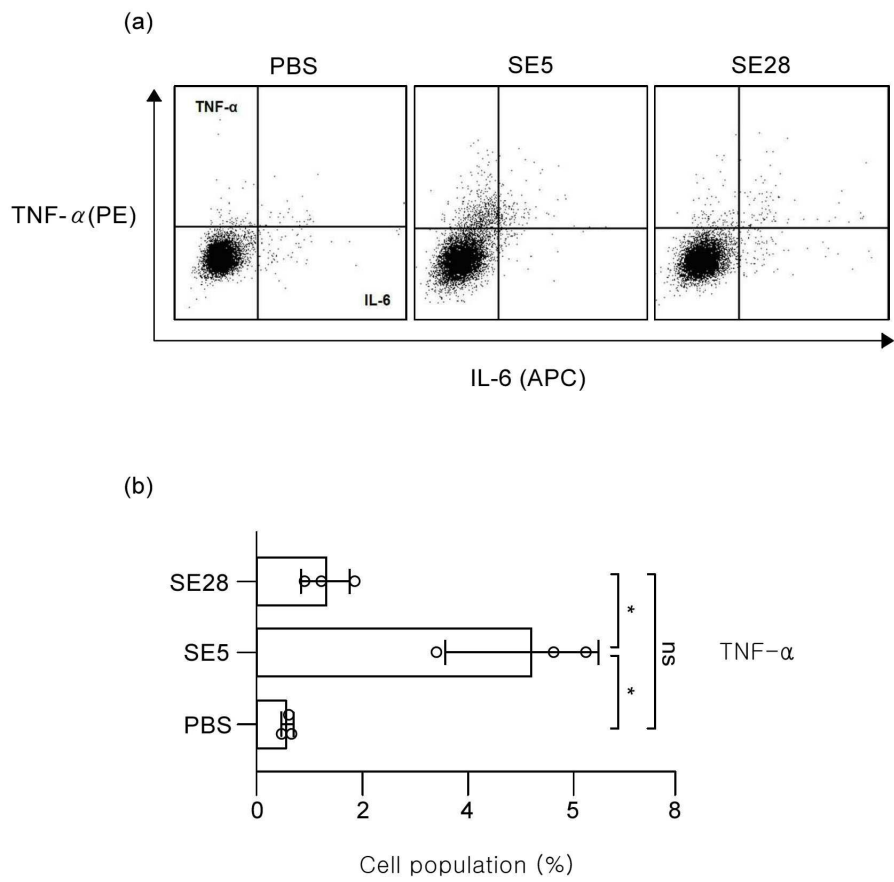 (a)
PBS SE5 SE28
TNF-α
TNF-α(PE)
IL-6
IL-6 (APC)
(b)
SE28
*
SE5
ns
TNF-α
*
PBS
0 2 4 5 8
Cell population (%)